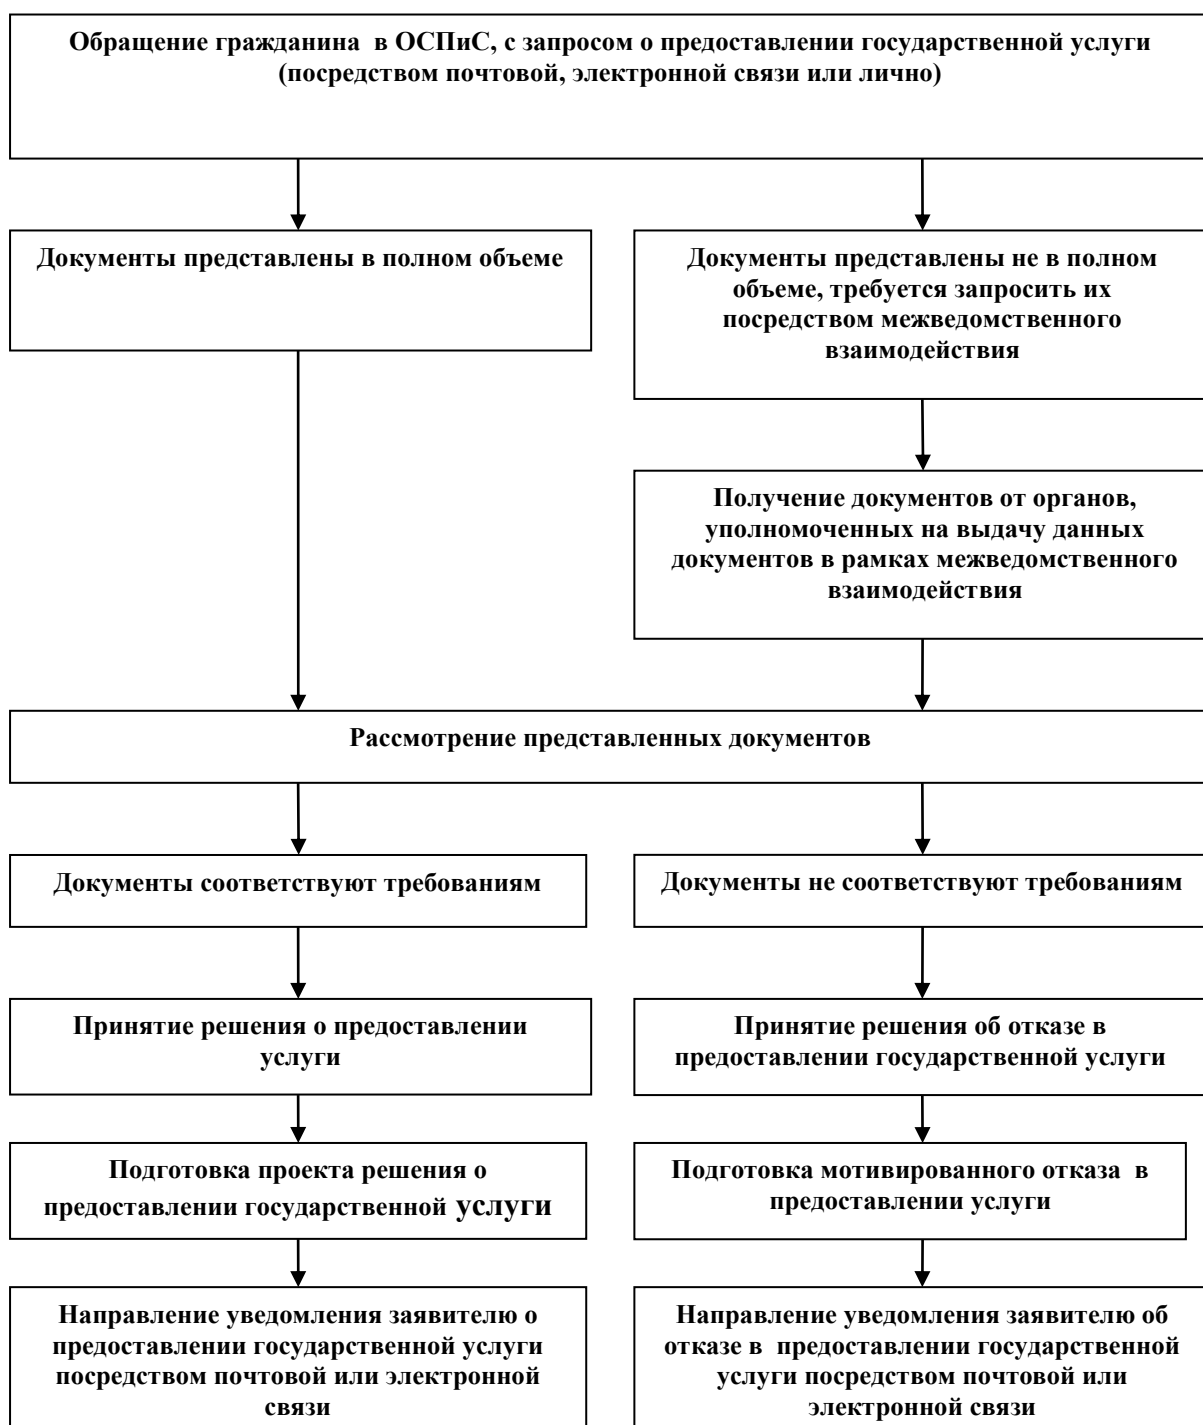 Обращение гражданина  в ОСПиС, с запросом о предоставлении государственной услуги
(посредством почтовой, электронной связи или лично)
Документы представлены в полном объеме
Документы представлены не в полном
объеме, требуется запросить их
посредством межведомственного
взаимодействия
Получение документов от органов,
уполномоченных на выдачу данных
документов в рамках межведомственного
взаимодействия
Рассмотрение представленных документов
Документы соответствуют требованиям
Документы не соответствуют требованиям
Принятие решения о предоставлении
услуги
Принятие решения об отказе в
предоставлении государственной услуги
Подготовка проекта решения о
предоставлении государственной услуги
Подготовка мотивированного отказа  в
предоставлении услуги
Направление уведомления заявителю о
предоставлении государственной услуги
посредством почтовой или электронной
связи
Направление уведомления заявителю об
отказе в  предоставлении государственной
услуги посредством почтовой или
электронной связи